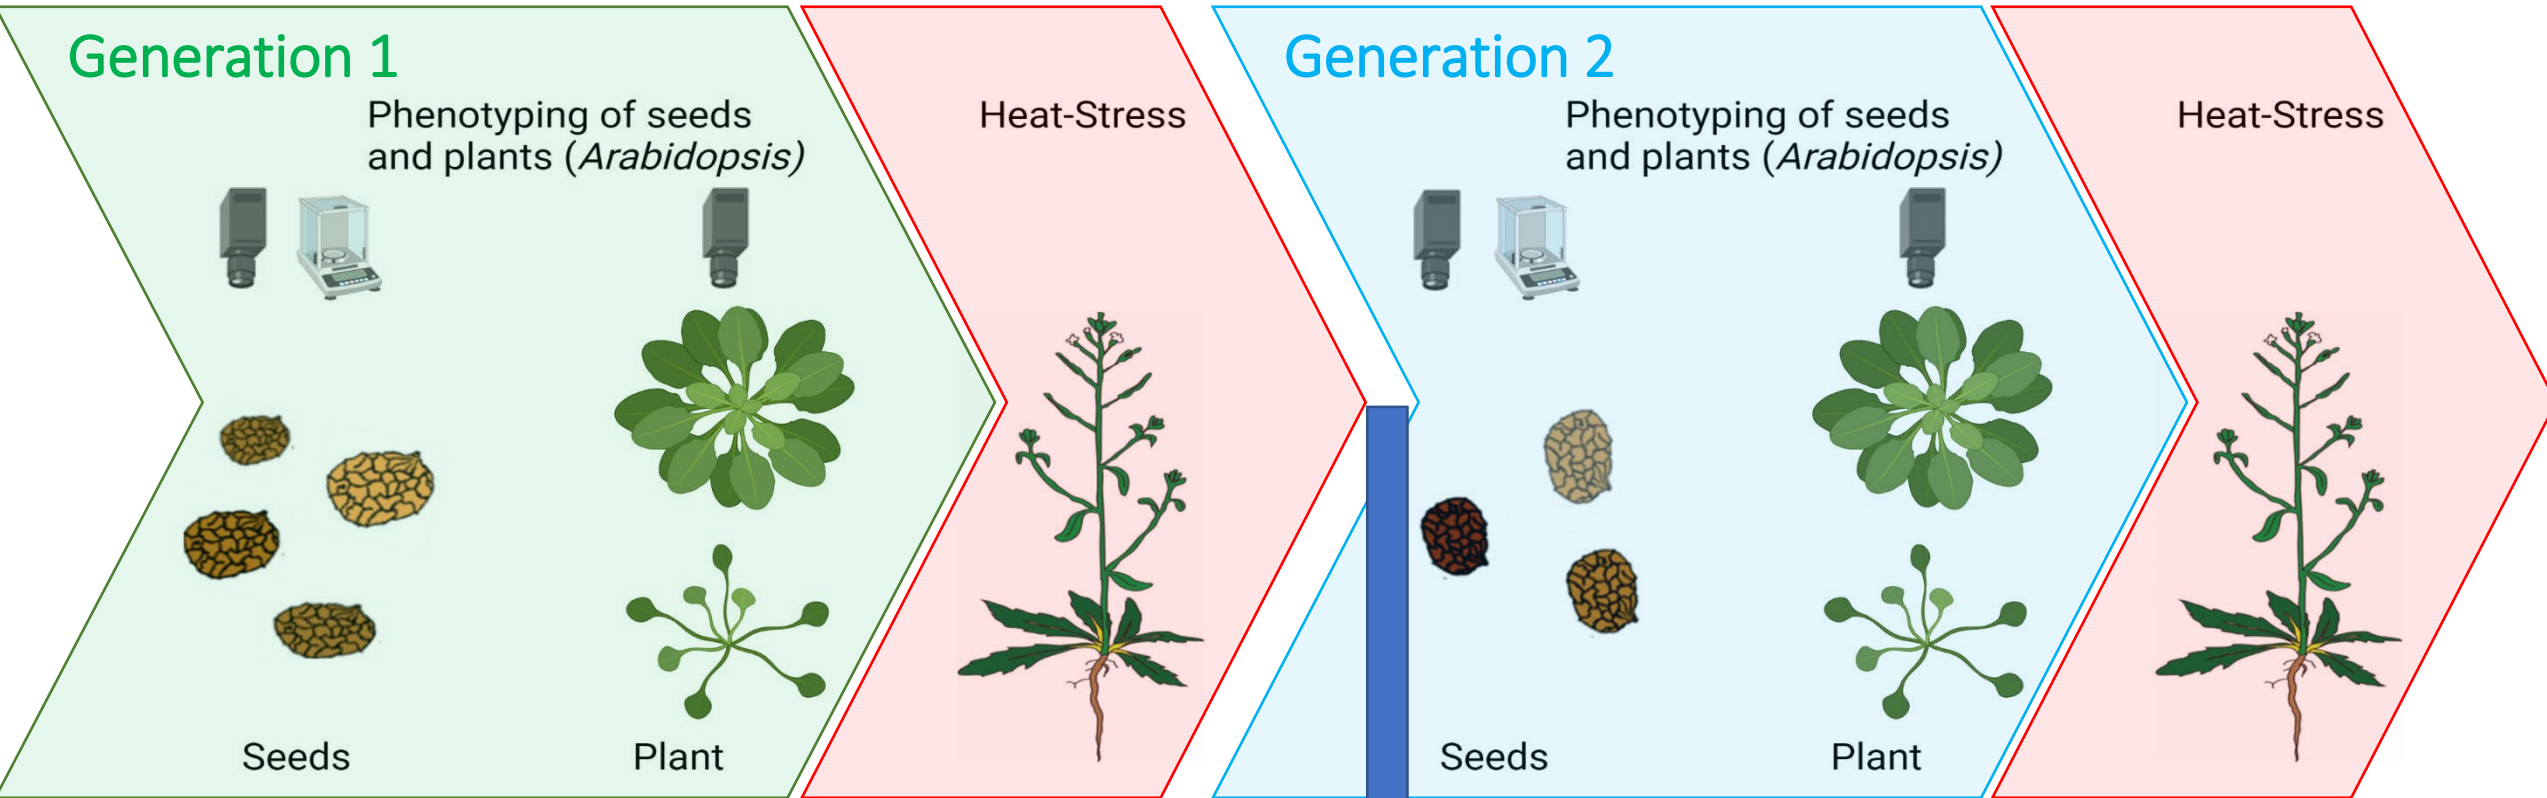 Generation 1
Phenotyping of seeds
and plants (Arabidopsis)
Seeds
Plant
Heat-Stress
Generation 2
Phenotyping of seeds
and plants (Arabidopsis)
Seeds
Plant
Heat-Stress